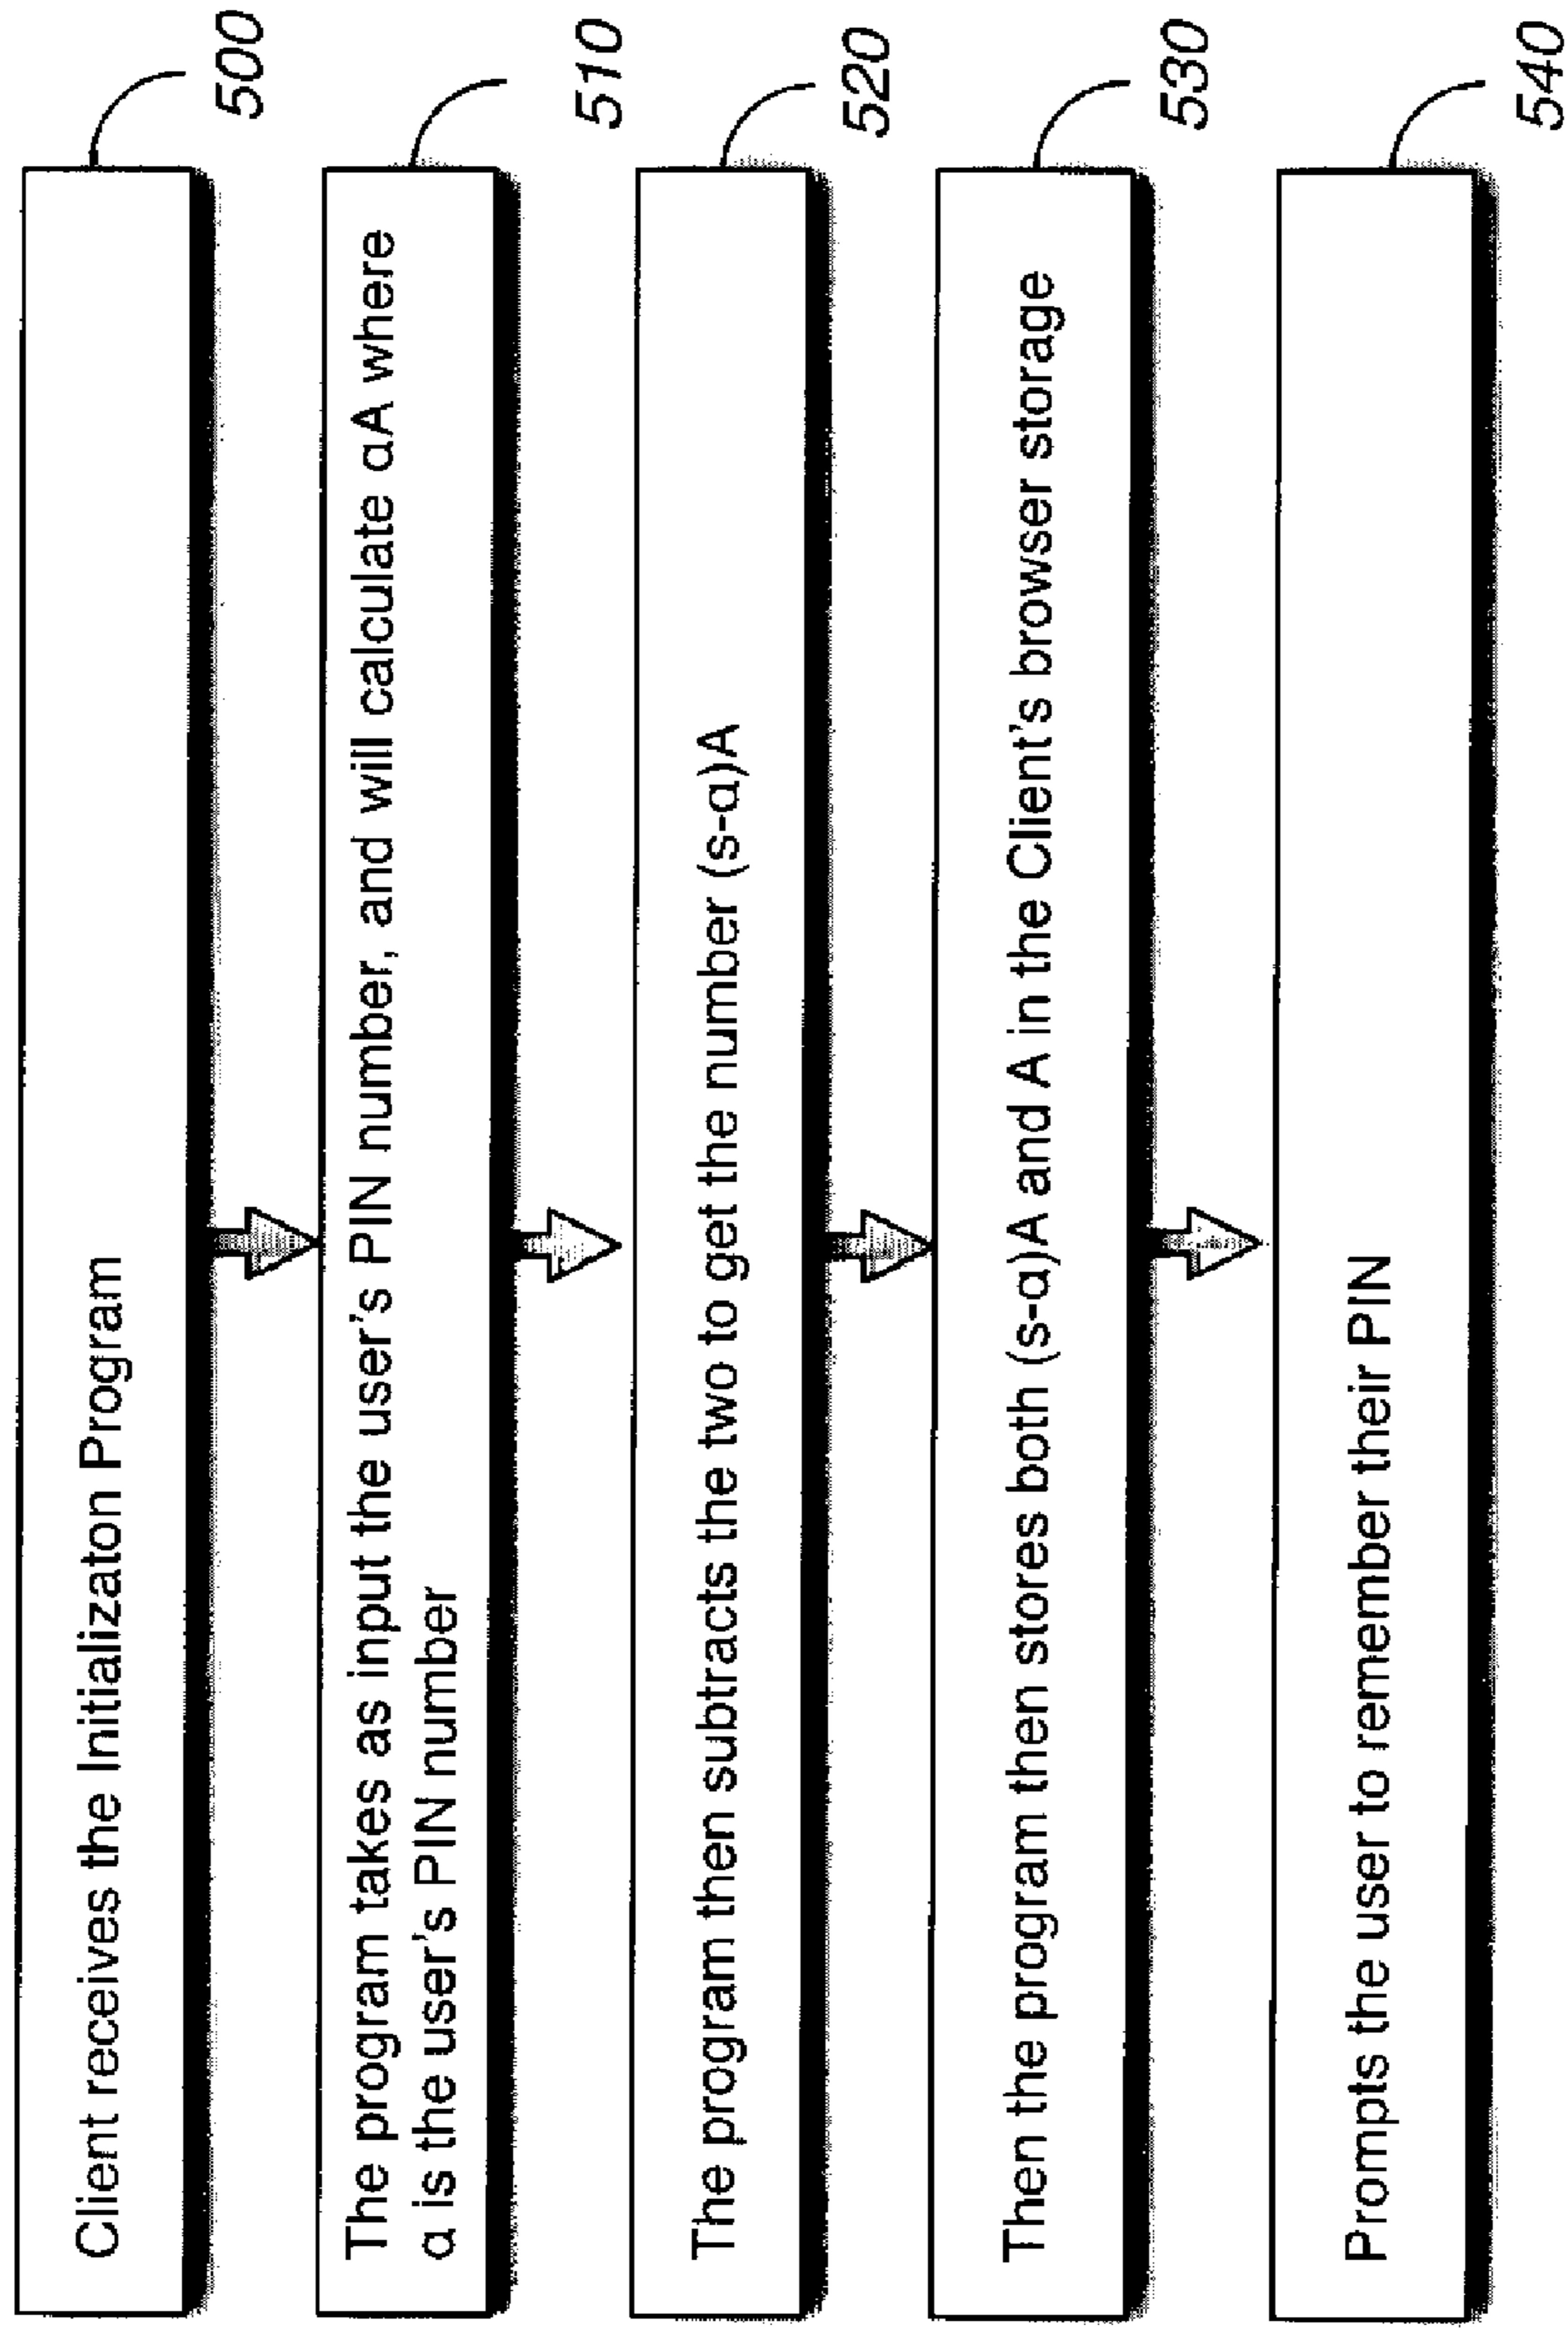 Client receives the Initializaton Program
500
The program takes as input the user's PIN number, and will calculate αA where
α is the user's PIN number
510
The program then subtracts the two to get the number (s-α)A
520
Then the program then stores both (s-α)A and A in the Client's browser storage
530
Prompts the user to remember their PIN
540